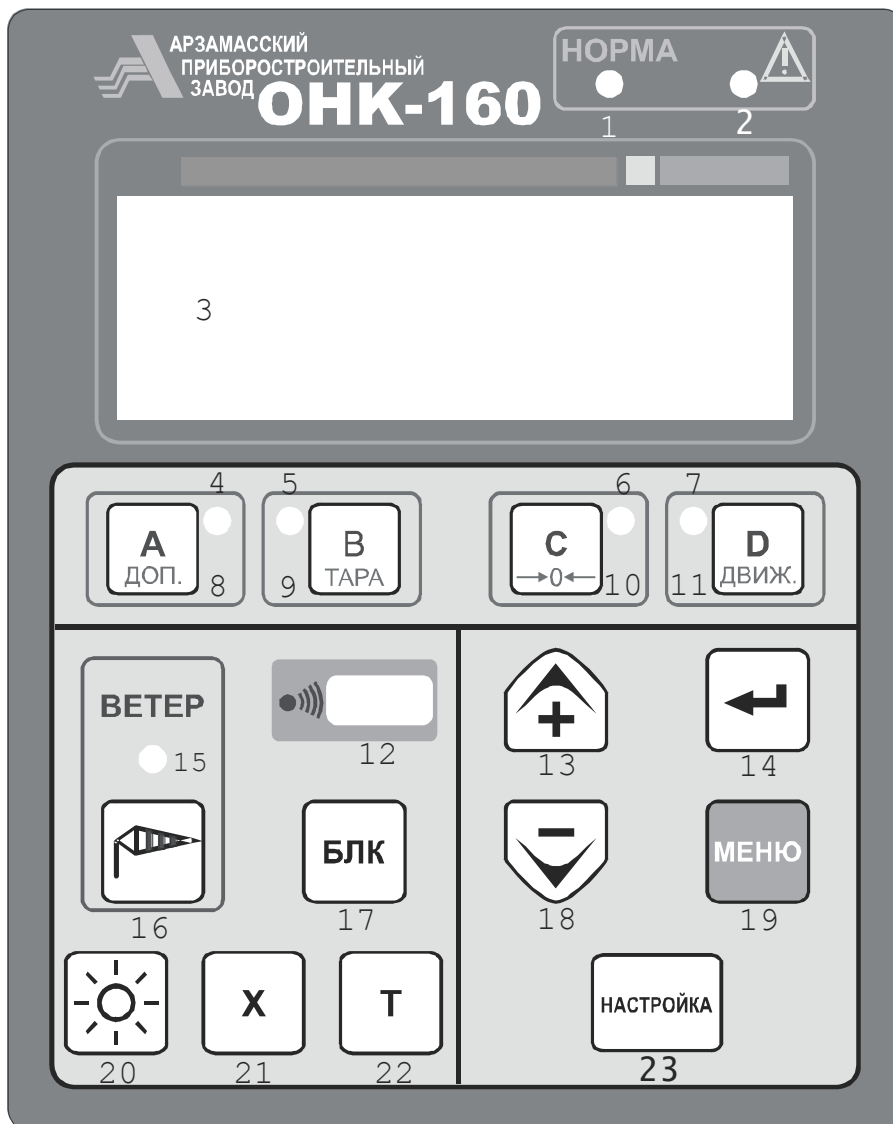 АРЗАМАССКИЙ
ПРИБОРОСТРОИТЕЛЬНЫЙ
ЗАВОД
ОНК-160
НОРМА
1 2
3
4 5 6 7
A B C D
ДОП. ТАРА →0← ДВИЖ.
8 9 10 11
ВЕТЕР
12
+
13 14
15
БЛК
–
МЕНЮ
16 17 18 19
X T НАСТРОЙКА
20 21 22 23